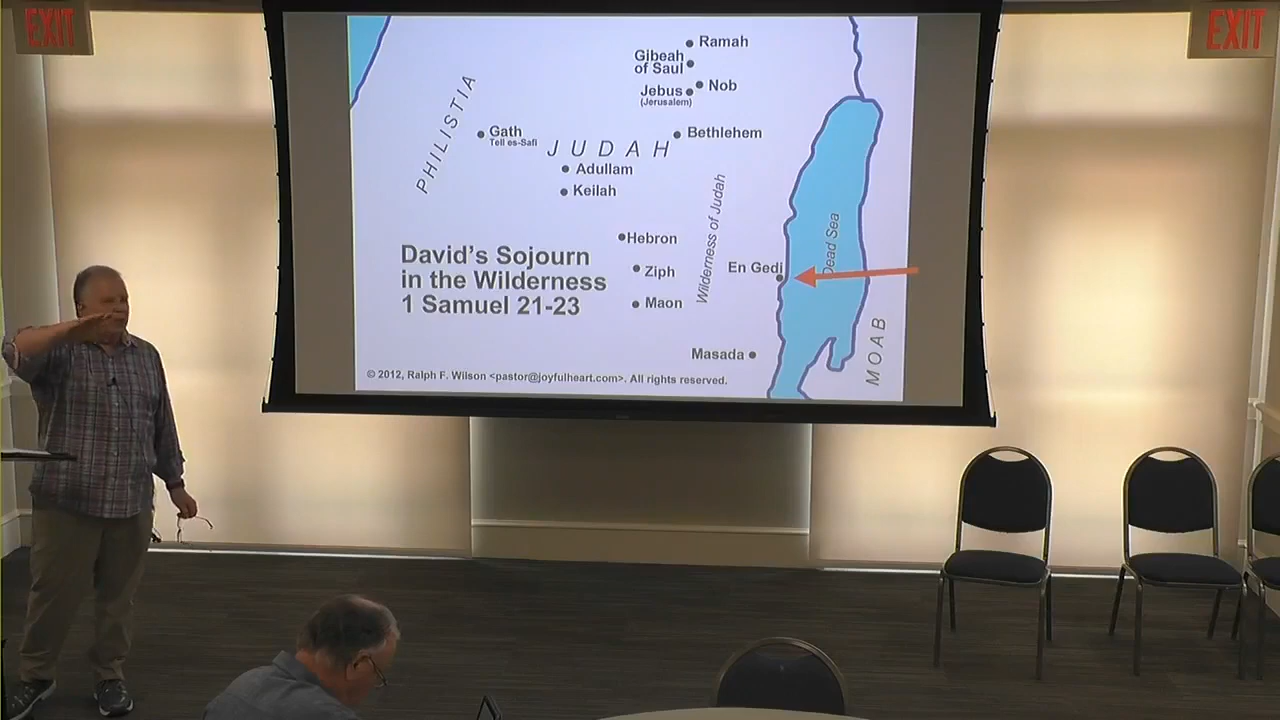 EXIT
EXIT
Ramah
Gibeah
of Saul
Nob
Jebus
(Jerusalem)
PHILISTIA
Gath
Tell es-Safi
JUDAH
Bethlehem
Adullam
Keilah
Wilderness of Judah
Dead Sea
Hebron
David's Sojourn
in the Wilderness
1 Samuel 21-23
Ziph
En Gedi
Maon
MOAB
Masada
© 2012, Ralph F. Wilson <pastor@joyfulheart.com>. All rights reserved.